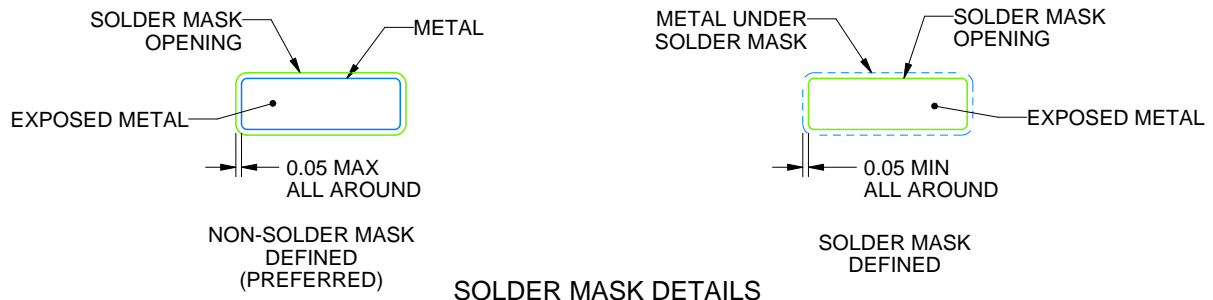 SOLDER MASK
OPENING
METAL
EXPOSED METAL
0.05 MAX
ALL AROUND
NON-SOLDER MASK
DEFINED
(PREFERRED)
METAL UNDER
SOLDER MASK
SOLDER MASK
OPENING
EXPOSED METAL
0.05 MIN
ALL AROUND
SOLDER MASK
DEFINED
SOLDER MASK DETAILS